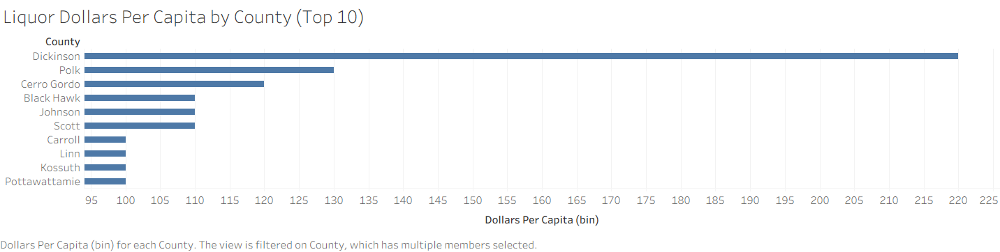 Liquor Dollars Per Capita by County (Top 10)
County
Dickinson
Polk
Cerro Gordo
Black Hawk
Johnson
Scott
Carroll
Linn
Kossuth
Pottawattamie
95 100 105 110 115 120 125 130 135 140 145 150 155 160 165 170 175 180 185 190 195 200 205 210 215 220 225
Dollars Per Capita (bin)
Dollars Per Capita (bin) for each County. The view is filtered on County, which has multiple members selected.